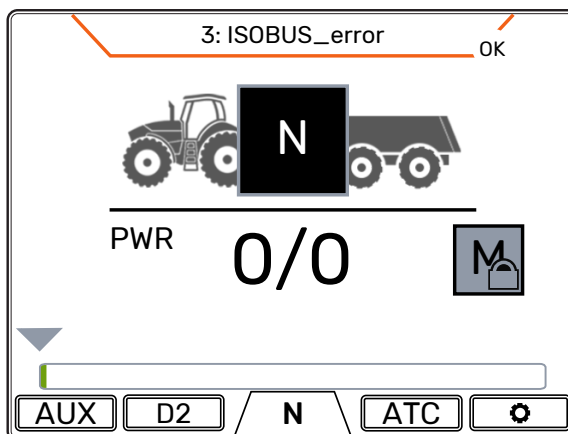 3: ISOBUS_error
OK
N
PWR
0/0
M
AUX
D2
N
ATC